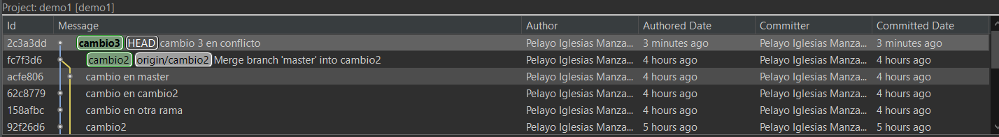 Project: demo1 [demo1]
Id Message Author Authored Date Committer Committed Date
2c3a3dd cambio3 HEAD cambio 3 en conflicto Pelayo Iglesias Manza... 3 minutes ago Pelayo Iglesias Manza... 3 minutes ago
fc7f3d6 cambio2 origin/cambio2 Merge branch 'master' into cambio2 Pelayo Iglesias Manza... 4 hours ago Pelayo Iglesias Manza... 4 hours ago
acfe806 cambio en master Pelayo Iglesias Manza... 4 hours ago Pelayo Iglesias Manza... 4 hours ago
62c8779 cambio en cambio2 Pelayo Iglesias Manza... 4 hours ago Pelayo Iglesias Manza... 4 hours ago
158afbc cambio en otra rama Pelayo Iglesias Manza... 4 hours ago Pelayo Iglesias Manza... 4 hours ago
92f26d6 cambio2 Pelayo Iglesias Manza... 5 hours ago Pelayo Iglesias Manza... 5 hours ago